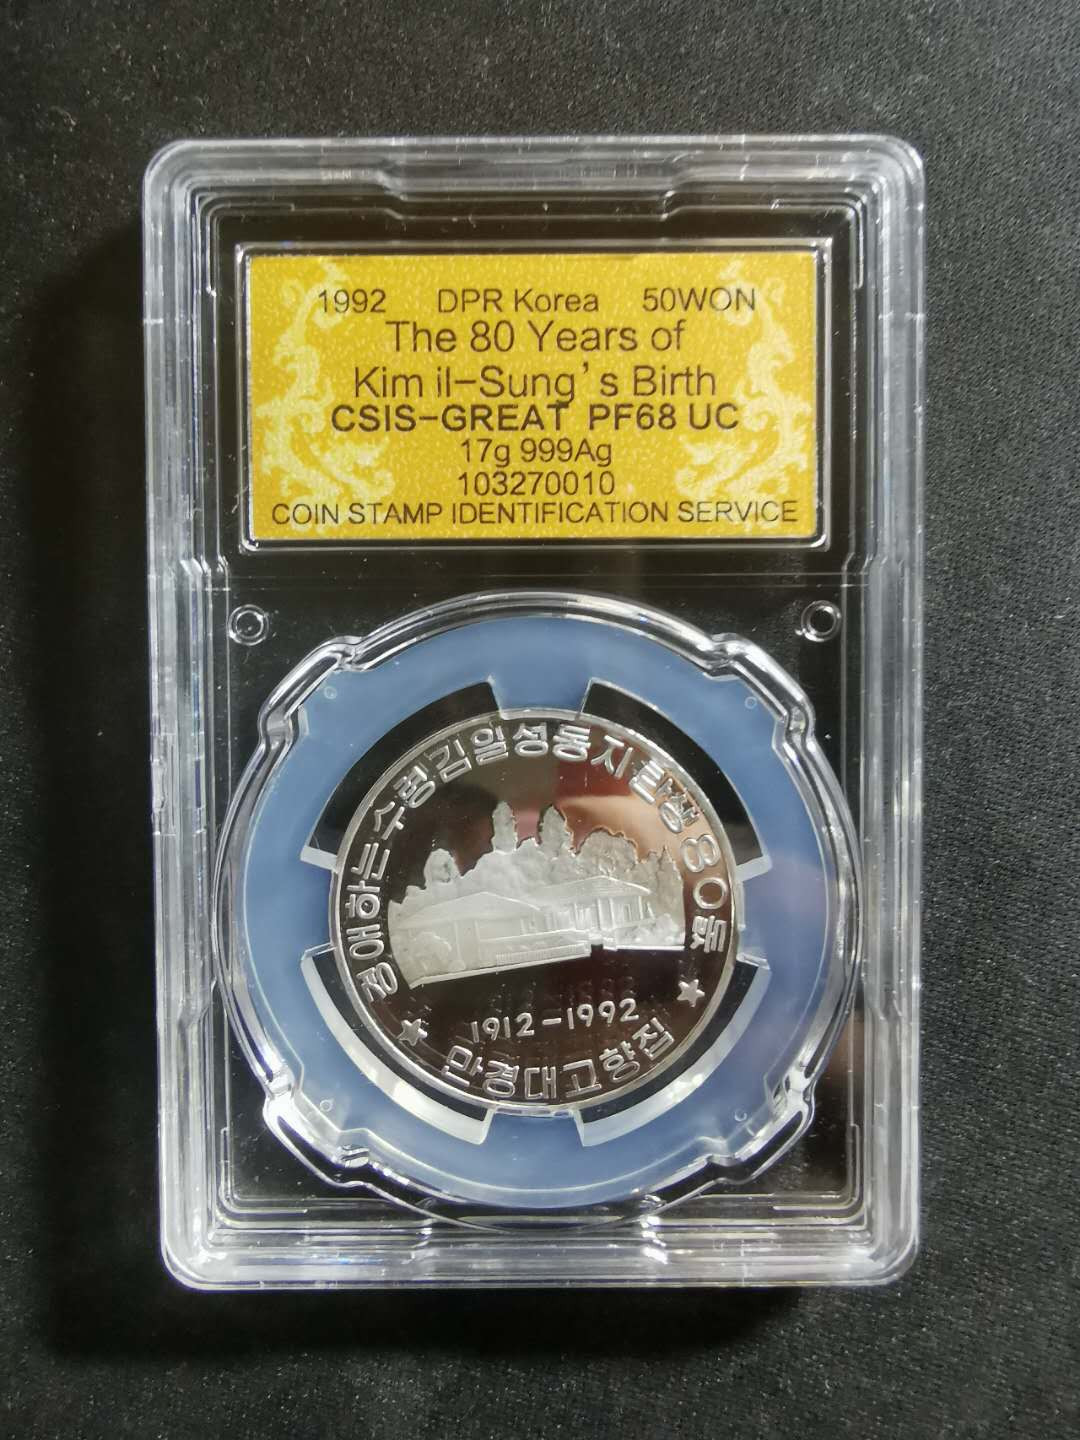 1992 DPR Korea 50WON
The 80 Years of
Kim il-Sung's Birth
CSIS-GREAT PF68 UC
17g 999Ag
103270010
COIN STAMP IDENTIFICATION SERVICE
경애하는수령김일성동지탄생80돐
1912-1992
만경대고향집